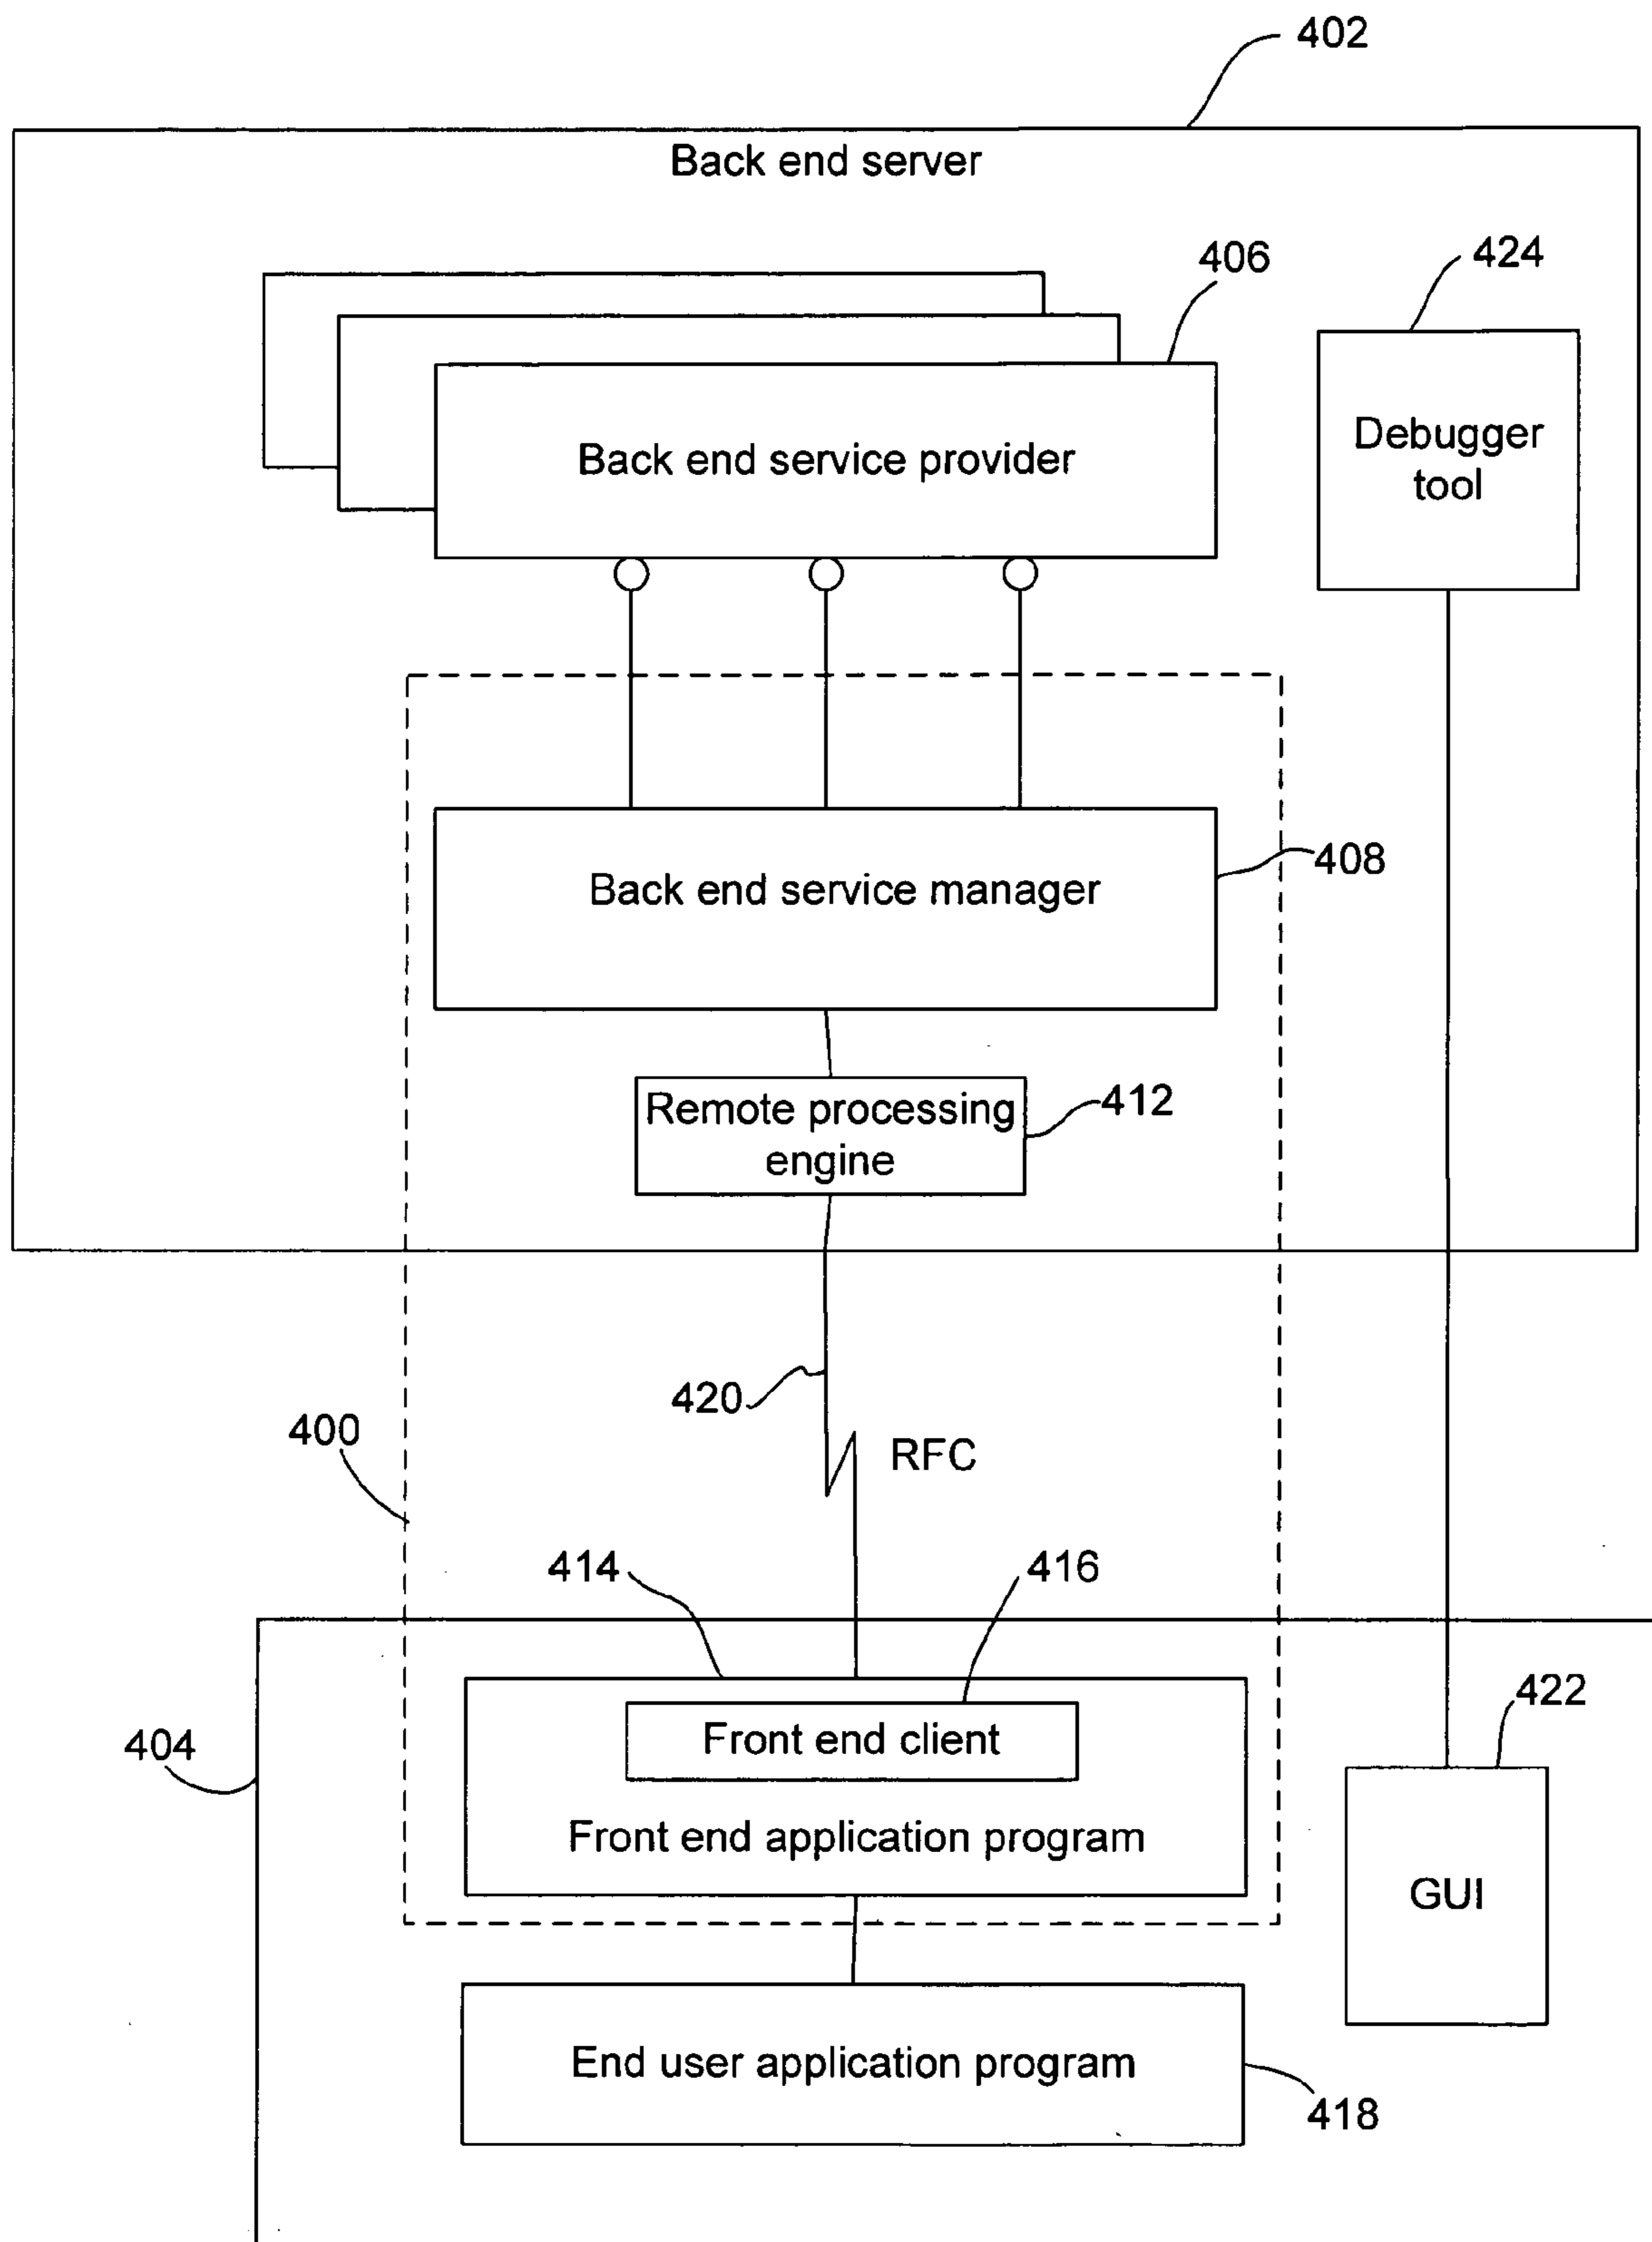 402
Back end server
406
424
Back end service provider
Debugger
tool
Back end service manager
408
Remote processing
engine
412
420
RFC
400
414
416
Front end client
422
404
Front end application program
GUI
End user application program
418